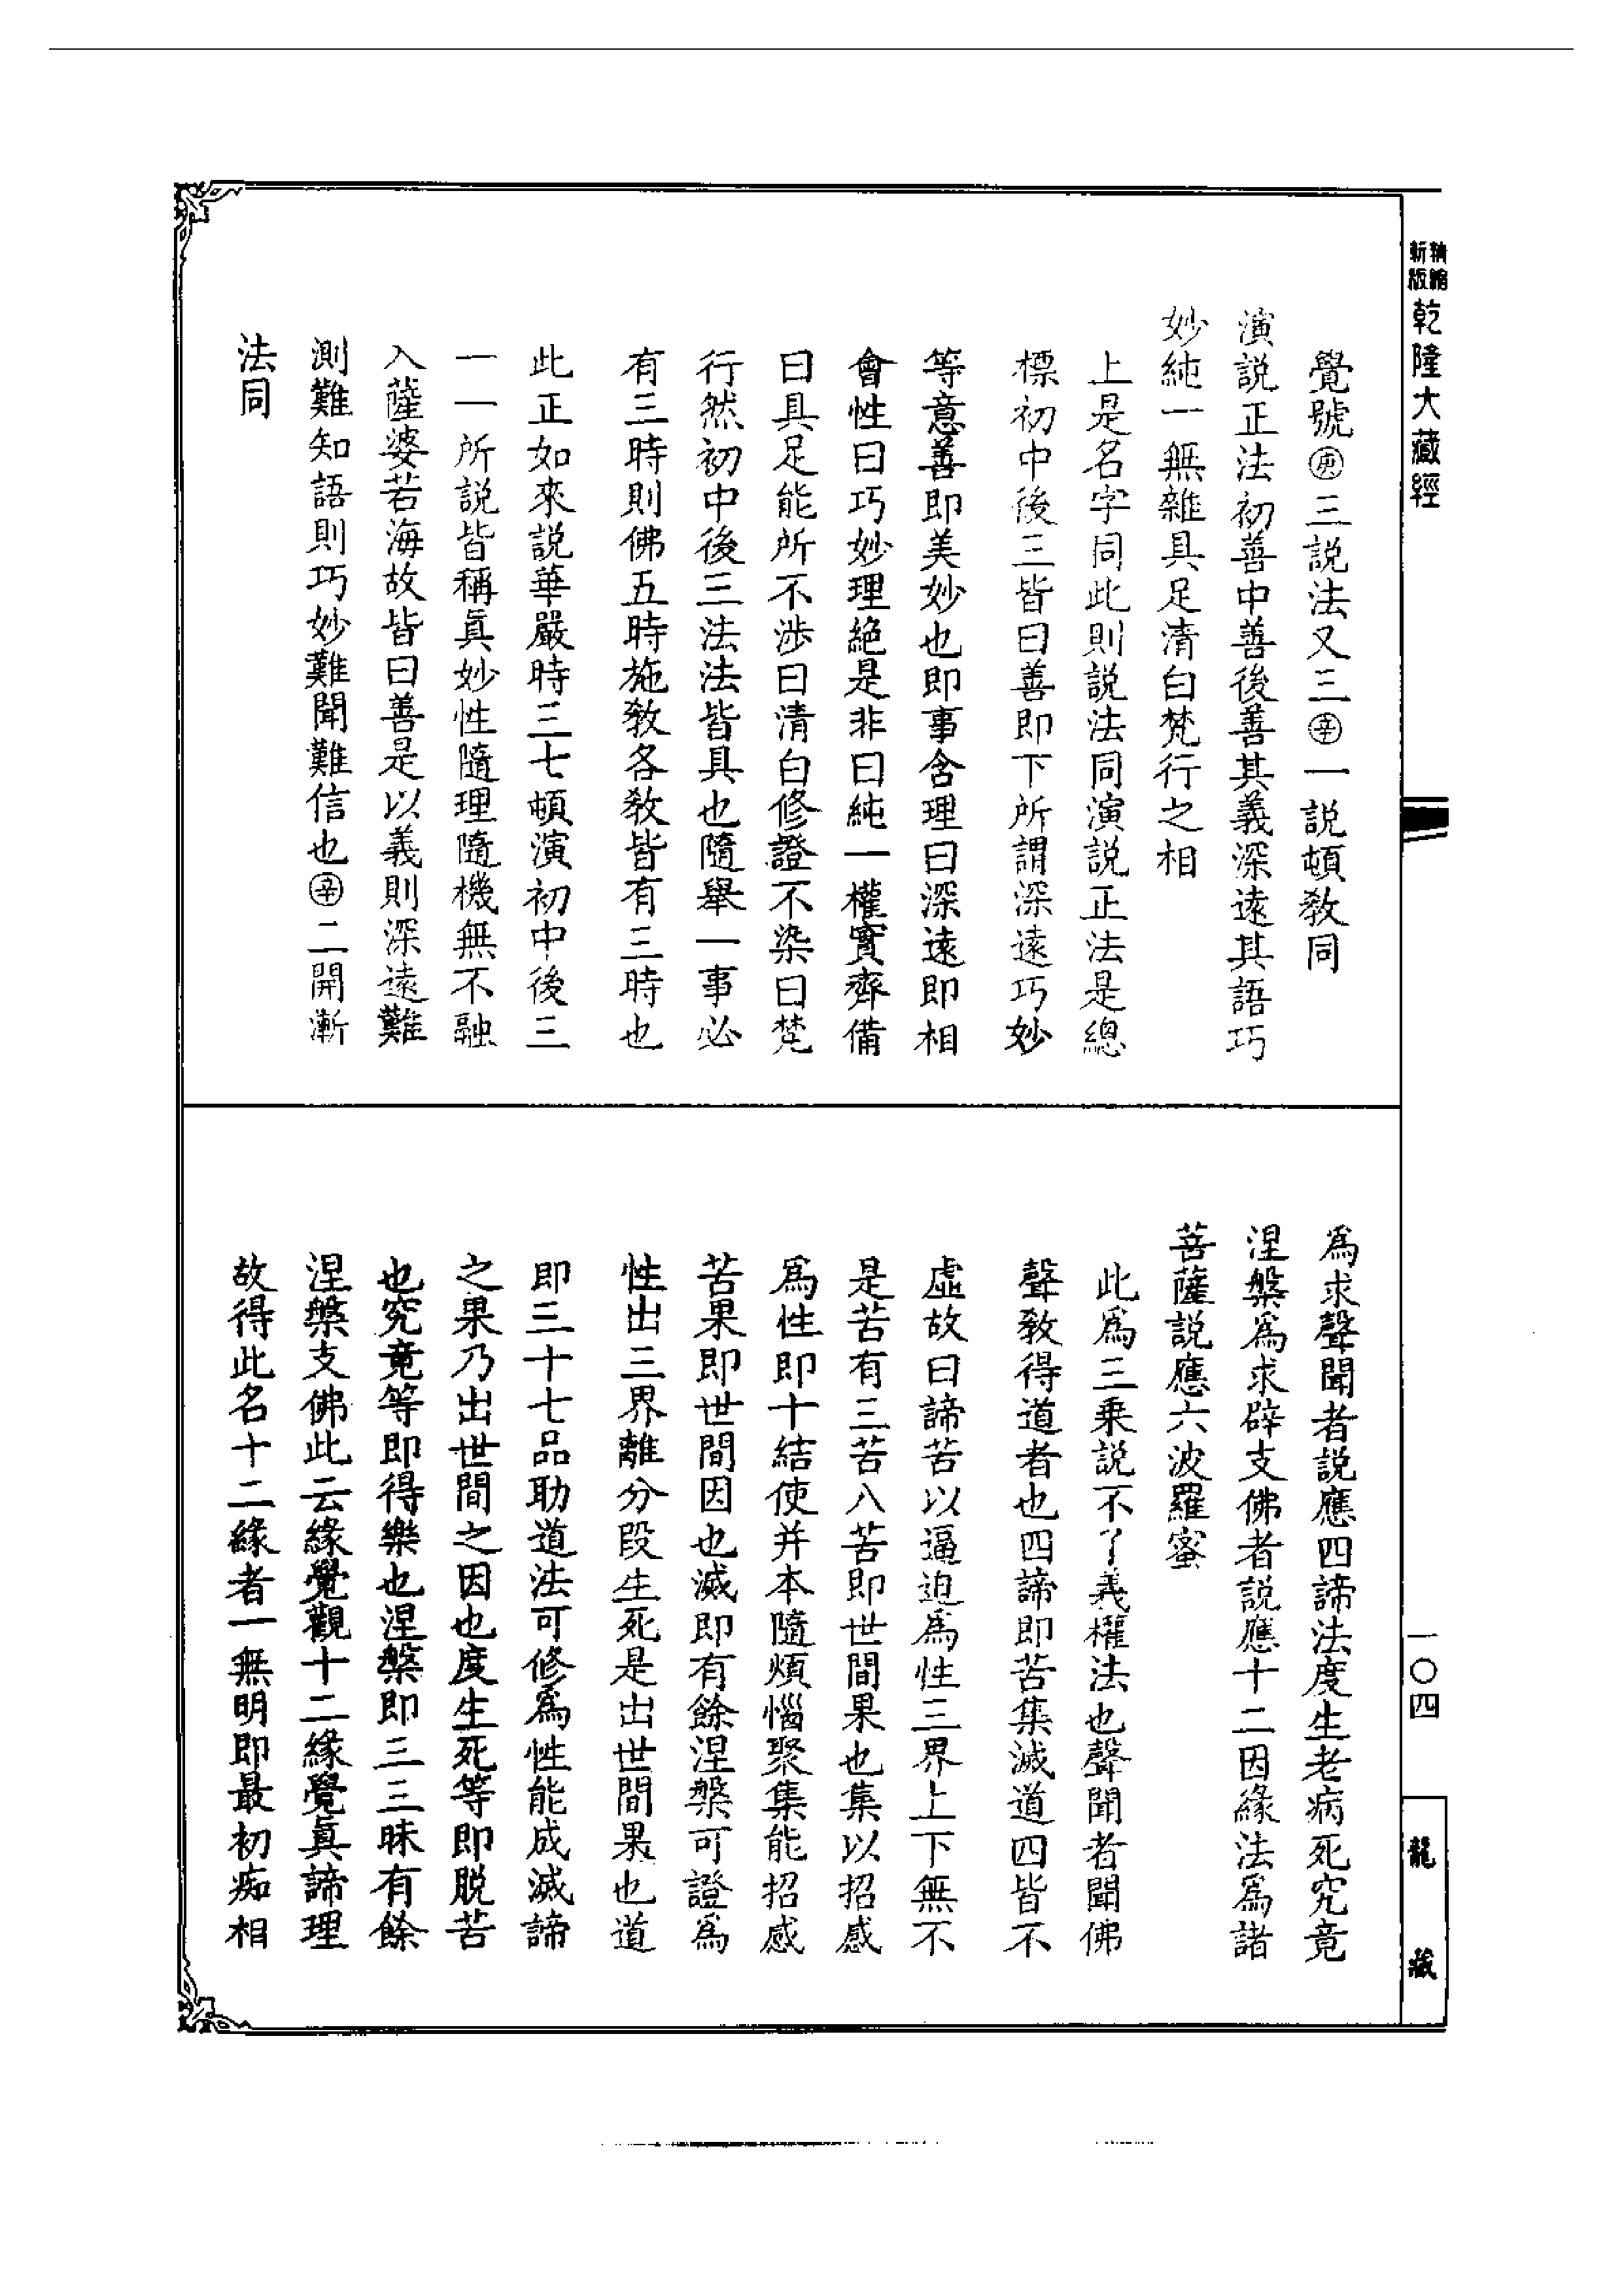 精縮新版乾隆大藏經
覺號㊄三說法又三㊛一說頓教同
演說正法初善中善後善其義深遠其語巧
妙純一無雜具足清白梵行之相
上是名字同此則說法同演說正法是總
標初中後三皆曰善即下所謂深遠巧妙
等意善即美妙也即事含理曰深遠即相
會性曰巧妙理絕是非曰純一權實齊備
曰具足能所不涉曰清白修證不染曰梵
行然初中後三法法皆具也隨舉一事必
有三時則佛五時施教各教皆有三時也
此正如來說華嚴時三七頓演初中後三
一一所說皆稱眞妙性隨理隨機無不融
入薩婆若海故皆曰善是以義則深遠難
測難知語則巧妙難聞難信也辛二開漸
法同
爲求聲聞者說應四諦法度生老病死究竟
涅槃爲求辟支佛者說應十二因緣法爲諸
菩薩說應六波羅蜜
此爲三乘說不了義權法也聲聞者聞佛
聲敎得道者也四諦即苦集滅道四皆不
虛故曰諦苦以逼迫爲性三界上下無不
是苦有三苦八苦即世間果也集以招感
爲性即十結使并本隨煩惱聚集能招感
苦果即世間因也滅即有餘涅槃可證爲
性出三界離分段生死是出世間果也道
即三十七品助道法可修爲性能成滅諦
之果乃出世間之因也度生死等即脫苦
也究竟等即得樂也涅槃即三三昧有餘
涅槃支佛此云緣覺觀十二緣覺眞諦理
故得此名十二緣者一無明即最初痴相
一〇四
龍藏